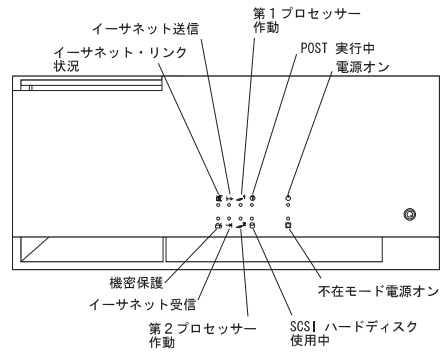 第１プロセッサー
作動
イーサネット送信
イーサネット・リンク
状況
POST 実行中
電源オン
機密保護
イーサネット受信
第２プロセッサー
作動
SCSI ハードディスク
使用中
不在モード電源オン